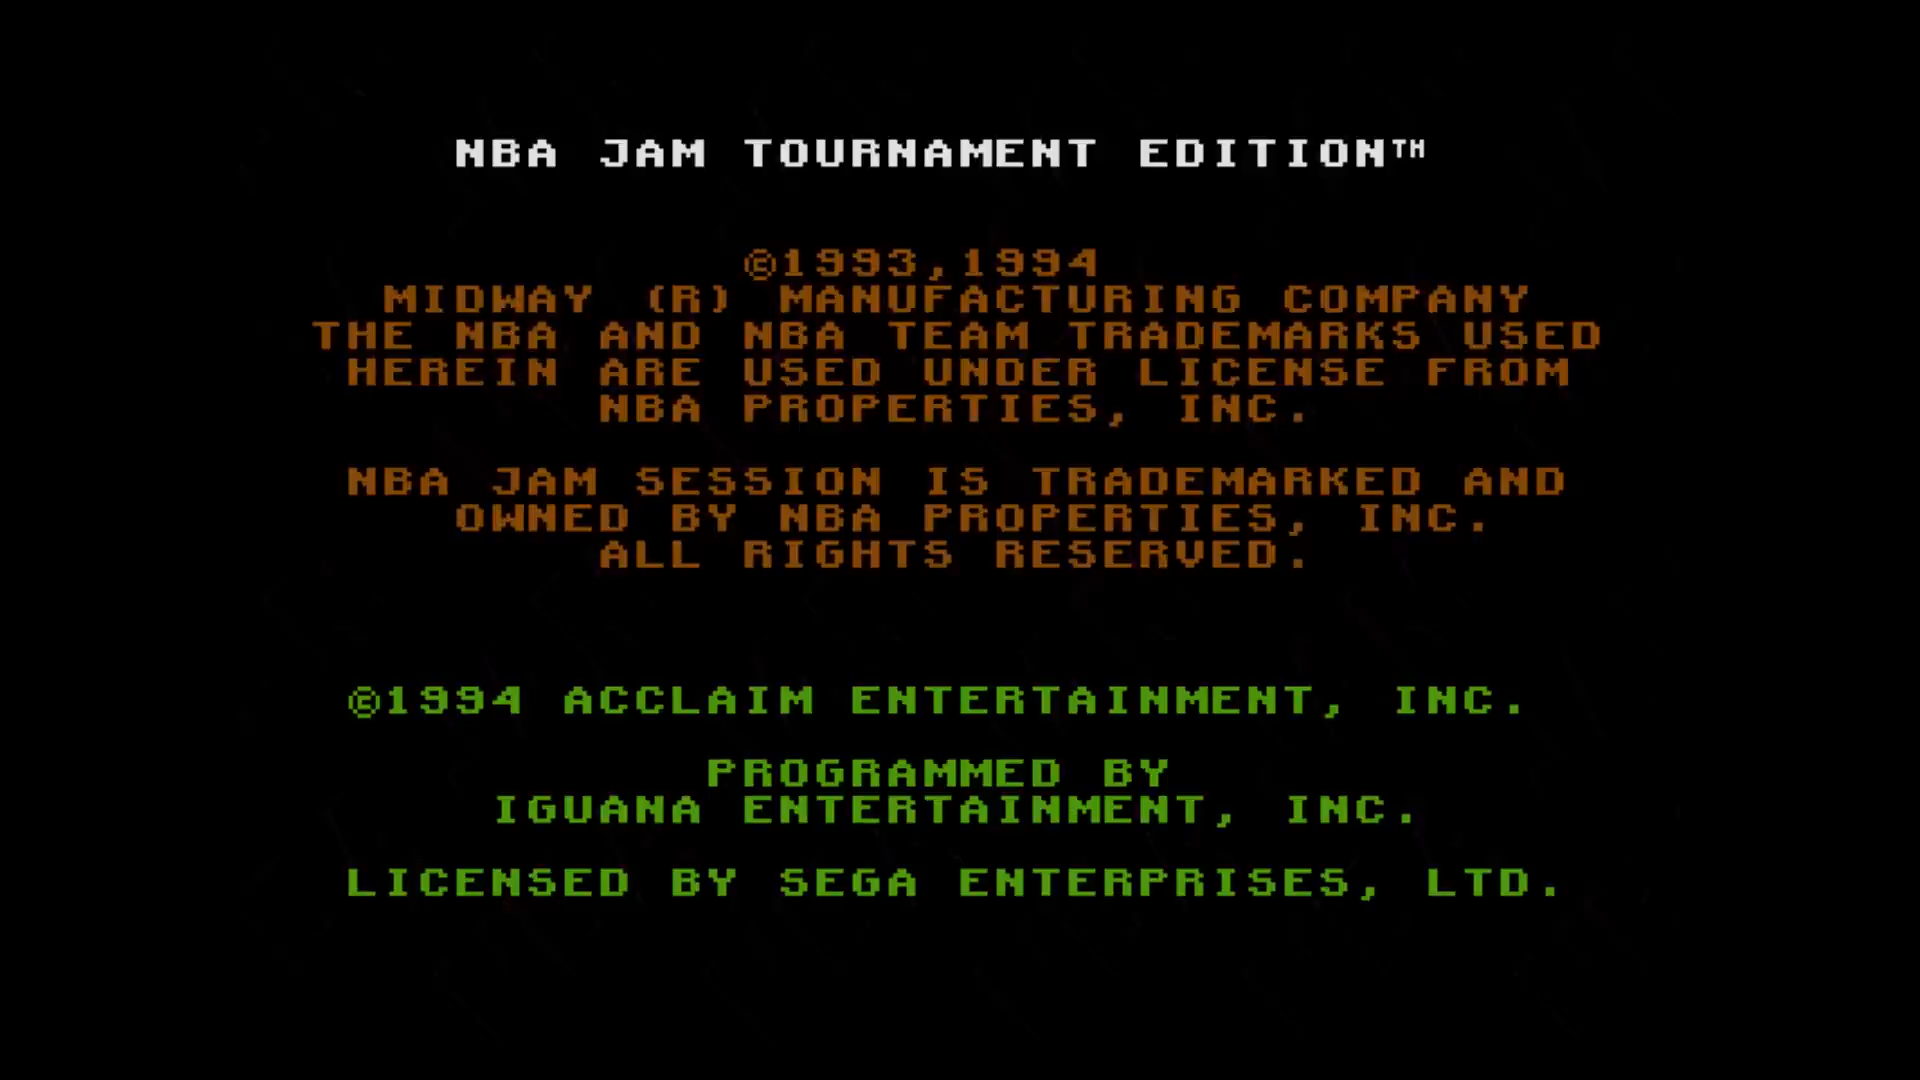 NBA JAM TOURNAMENT EDITION™
©1993,1994
MIDWAY (R) MANUFACTURING COMPANY
THE NBA AND NBA TEAM TRADEMARKS USED
HEREIN ARE USED UNDER LICENSE FROM
NBA PROPERTIES, INC.
NBA JAM SESSION IS TRADEMARKED AND
OWNED BY NBA PROPERTIES, INC.
ALL RIGHTS RESERVED.
©1994 ACCLAIM ENTERTAINMENT, INC.
PROGRAMMED BY
IGUANA ENTERTAINMENT, INC.
LICENSED BY SEGA ENTERPRISES, LTD.